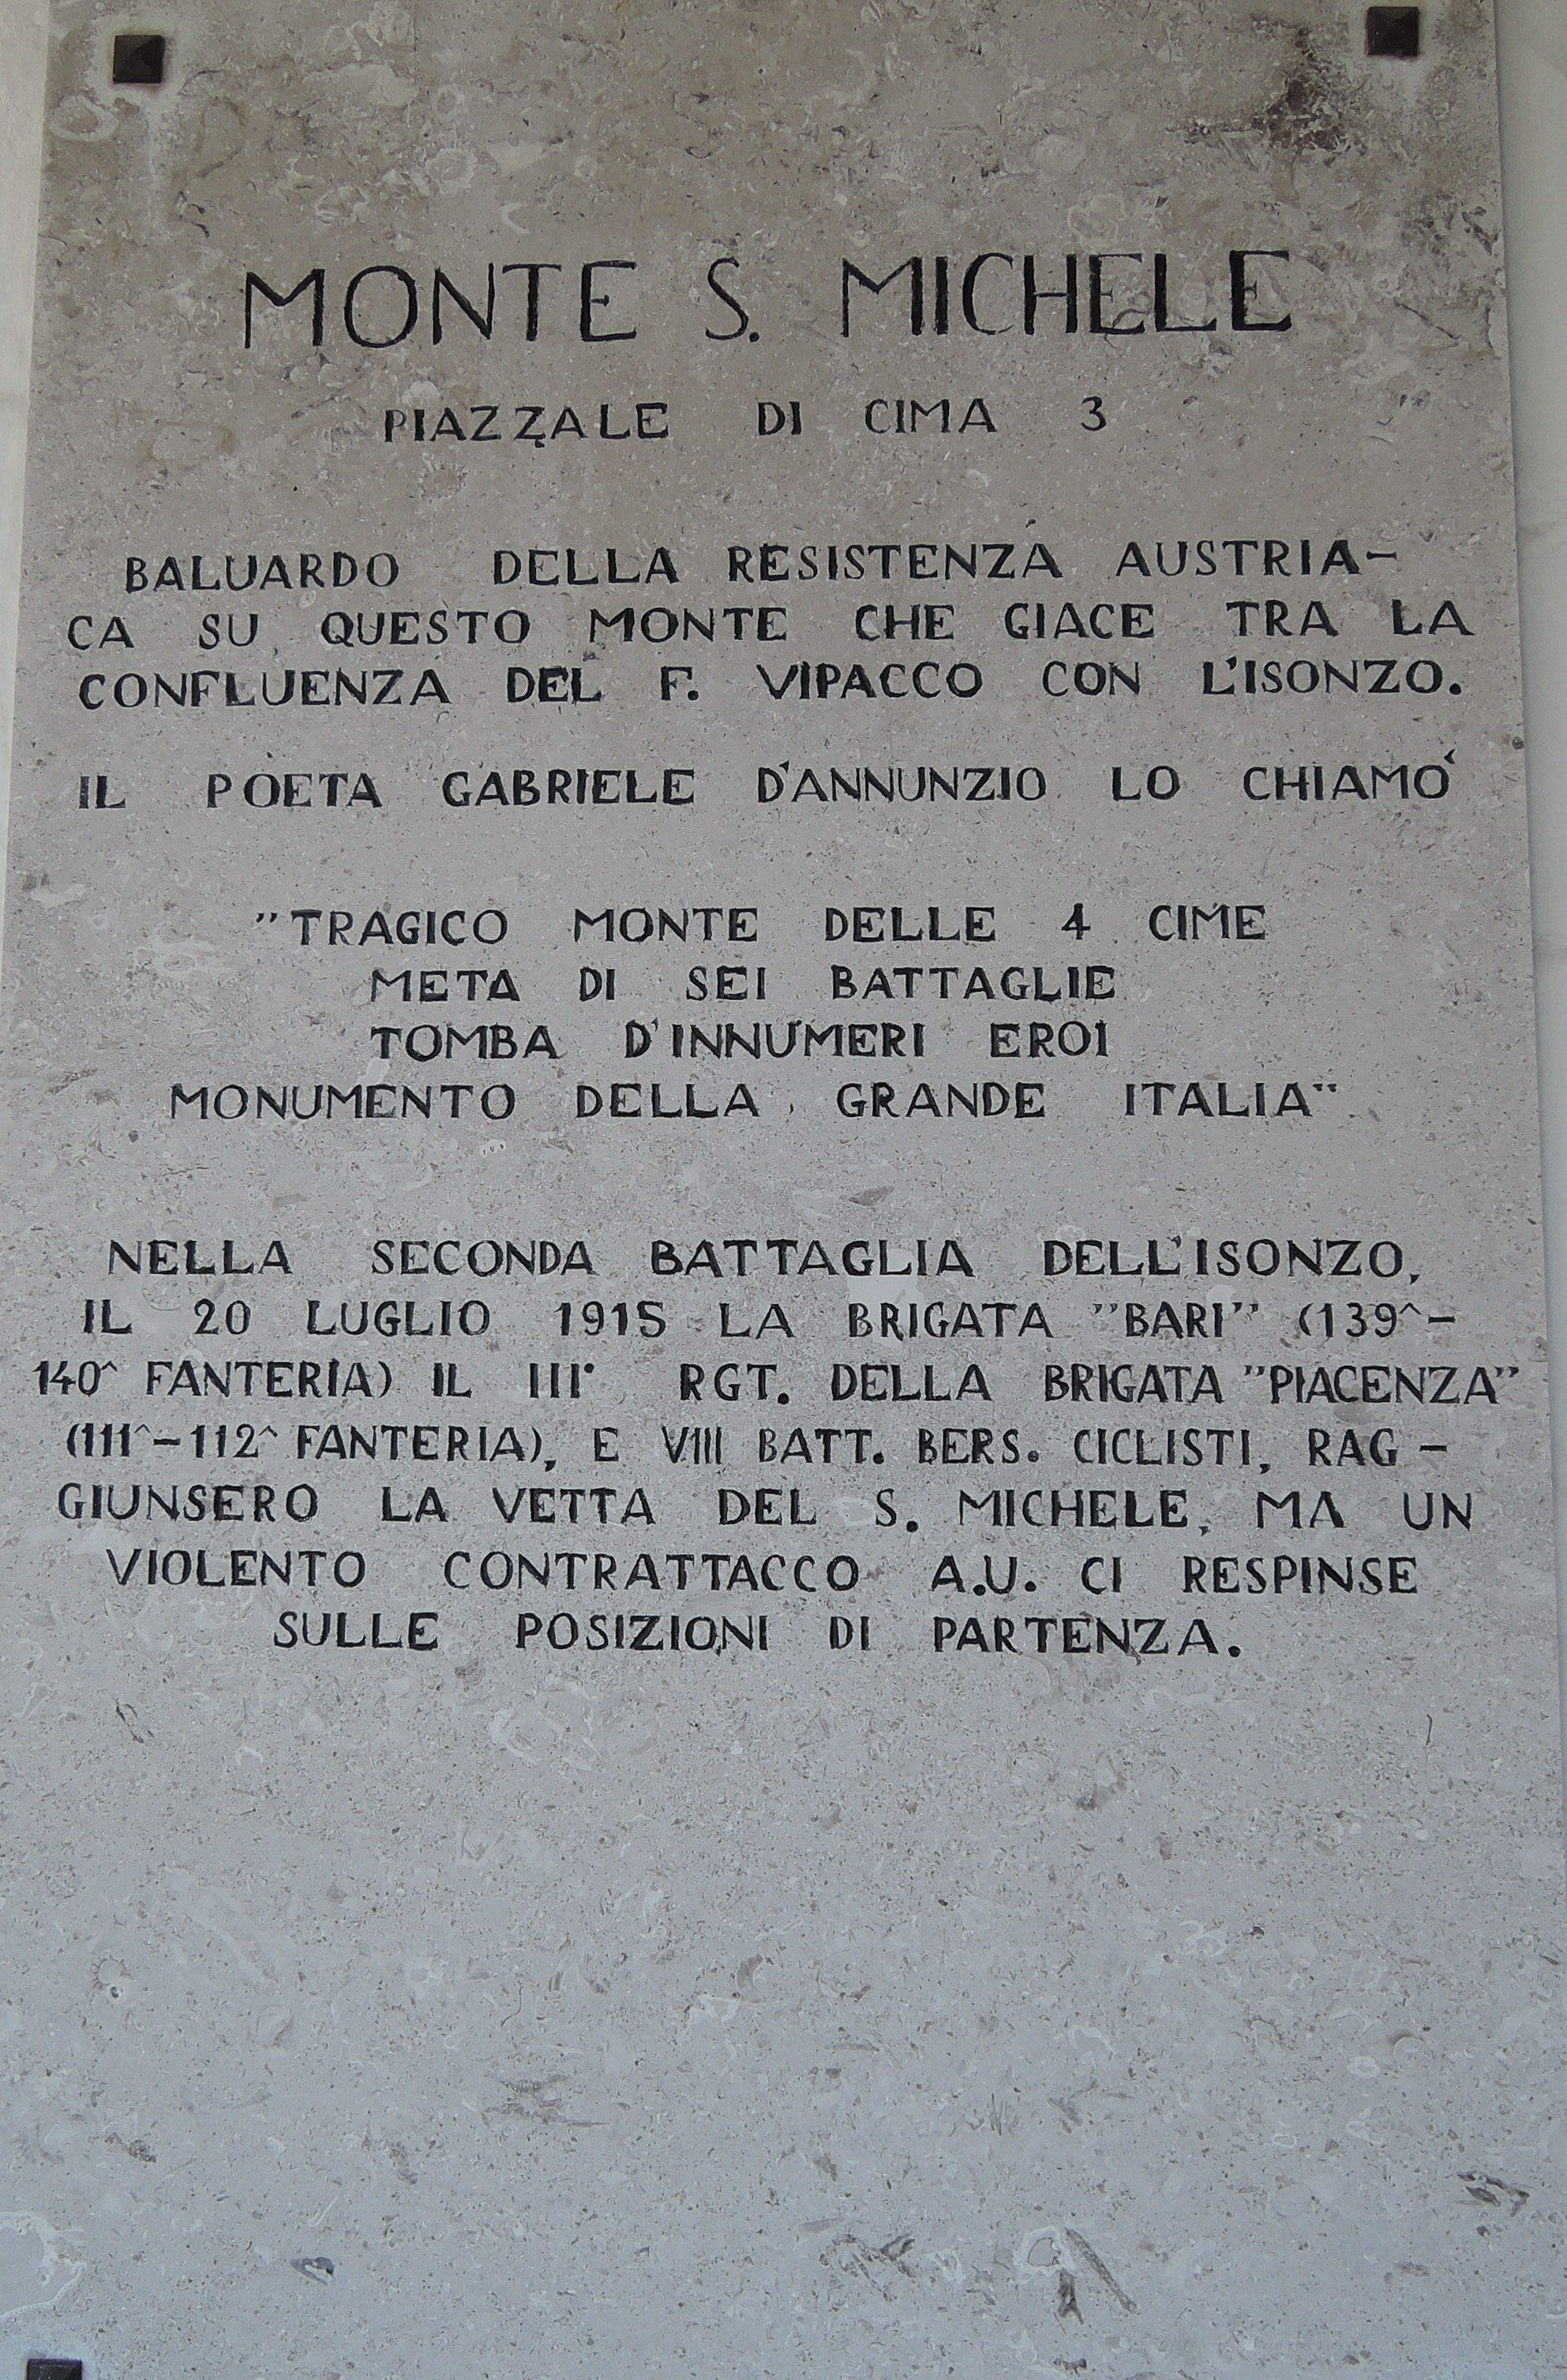 MONTE S. MICHELE
PIAZZALE DI CIMA 3
BALUARDO DELLA RESISTENZA AUSTRIA-
CA SU QUESTO MONTE CHE GIACE TRA LA
CONFLUENZA DEL F. VIPACCO CON L'ISONZO.
IL POETA GABRIELE D'ANNUNZIO LO CHIAMO'
"TRAGICO MONTE DELLE 4 CIME
META DI SEI BATTAGLIE
TOMBA D'INNUMERI EROI
MONUMENTO DELLA GRANDE ITALIA"
NELLA SECONDA BATTAGLIA DELL'ISONZO,
IL 20 LUGLIO 1915 LA BRIGATA "BARI" (139^-
140^ FANTERIA) IL III° RGT. DELLA BRIGATA "PIACENZA"
(111^-112^ FANTERIA), E VIII BATT. BERS. CICLISTI, RAG-
GIUNSERO LA VETTA DEL S. MICHELE, MA UN
VIOLENTO CONTRATTACCO A.U. CI RESPINSE
SULLE POSIZIONI DI PARTENZA.